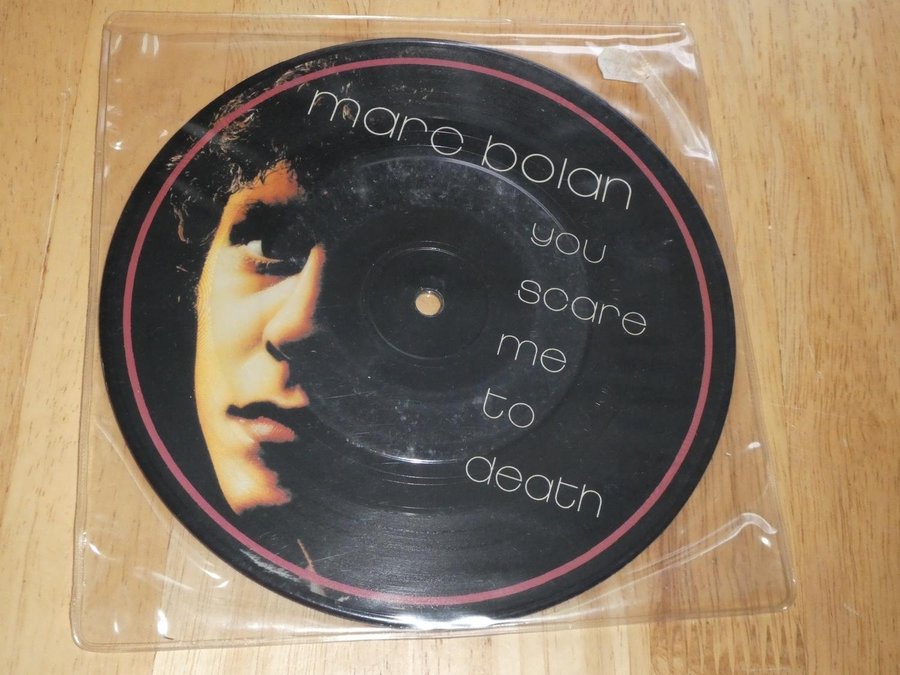 marc bolan
you
scare
me
to
death